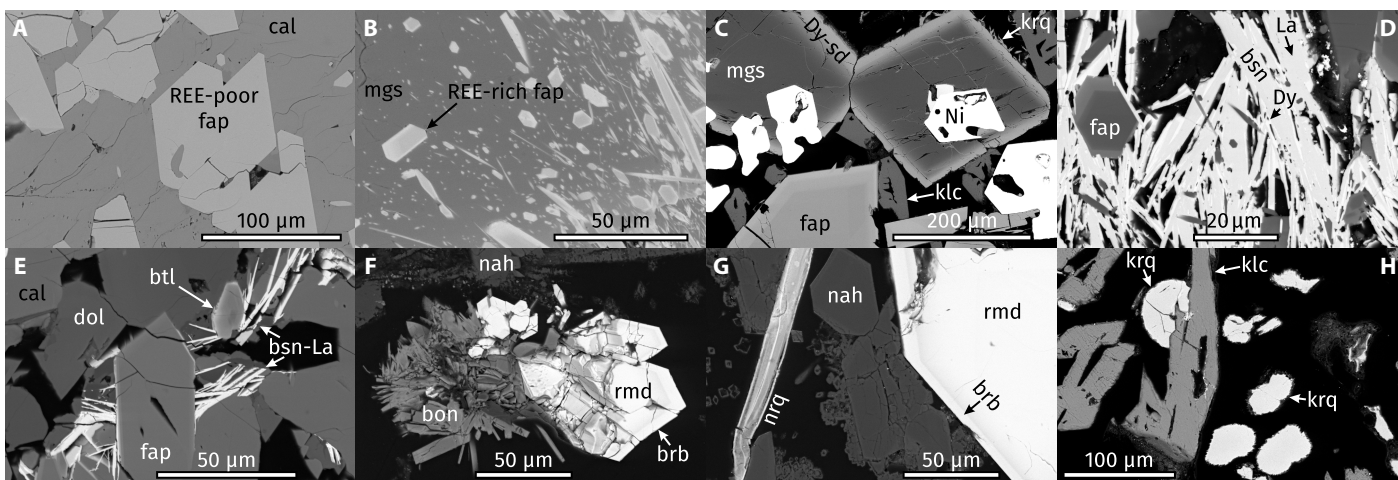 A
cal
REE-poor
fap
100 µm
B
mgs
REE-rich fap
50 µm
C
Dy-sd
krq
mgs
Ni
klc
fap
200 µm
La
D
bsn
Dy
fap
20 µm
E
btl
cal
dol
bsn-La
fap
50 µm
F
nah
rmd
bon
brb
50 µm
G
nah
rmd
nrq
brb
50 µm
krq
klc
H
krq
100 µm